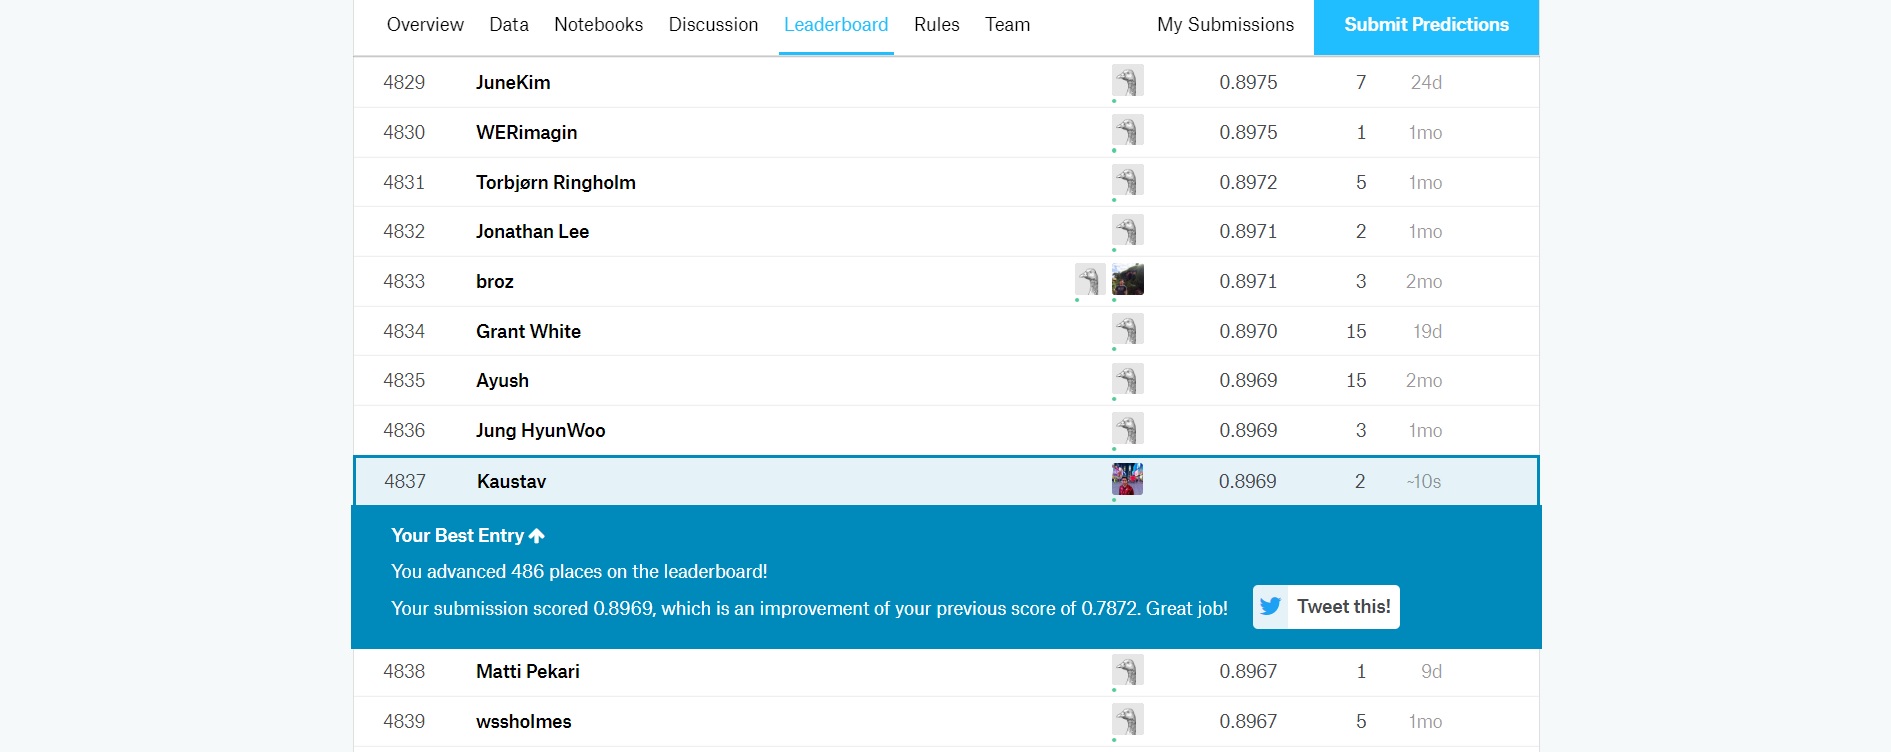 Overview Data Notebooks Discussion Leaderboard Rules Team My Submissions Submit Predictions
4829 JuneKim 0.8975 7 24d
4830 WERimagin 0.8975 1 1mo
4831 Torbjørn Ringholm 0.8972 5 1mo
4832 Jonathan Lee 0.8971 2 1mo
4833 broz 0.8971 3 2mo
4834 Grant White 0.8970 15 19d
4835 Ayush 0.8969 15 2mo
4836 Jung HyunWoo 0.8969 3 1mo
4837 Kaustav 0.8969 2 ~10s
Your Best Entry
You advanced 486 places on the leaderboard!
Your submission scored 0.8969, which is an improvement of your previous score of 0.7872. Great job! Tweet this!
4838 Matti Pekari 0.8967 1 9d
4839 wssholmes 0.8967 5 1mo